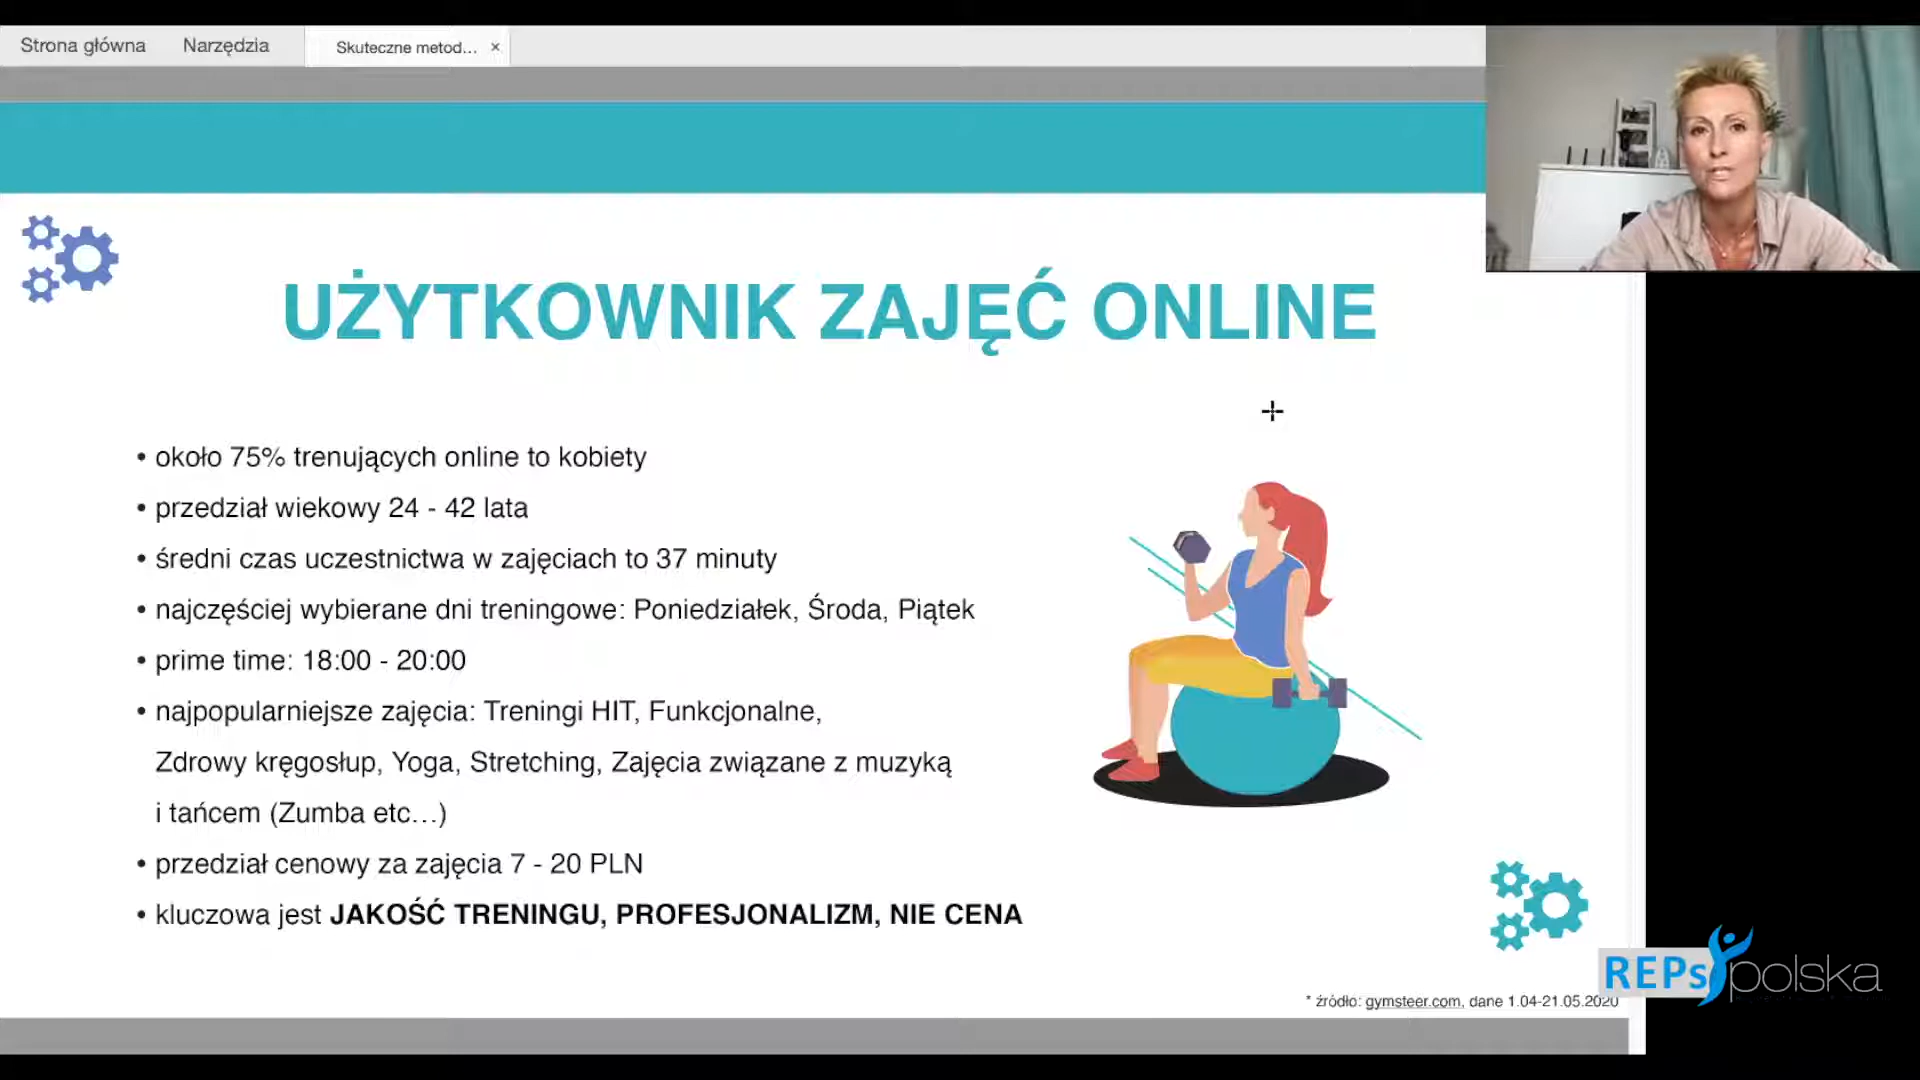 Strona główna
Narzędzia
Skuteczne metod... ×
UŻYTKOWNIK ZAJĘĆ ONLINE
• około 75% trenujących online to kobiety
• przedział wiekowy 24 - 42 lata
• średni czas uczestnictwa w zajęciach to 37 minuty
• najczęściej wybierane dni treningowe: Poniedziałek, Środa, Piątek
• prime time: 18:00 - 20:00
• najpopularniejsze zajęcia: Treningi HIT, Funkcjonalne,
Zdrowy kręgosłup, Yoga, Stretching, Zajęcia związane z muzyką
i tańcem (Zumba etc...)
• przedział cenowy za zajęcia 7 - 20 PLN
• kluczowa jest JAKOŚĆ TRENINGU, PROFESJONALIZM, NIE CENA
REPs polska
* źródło: gymsteer.com, dane 1.04-21.05.2020